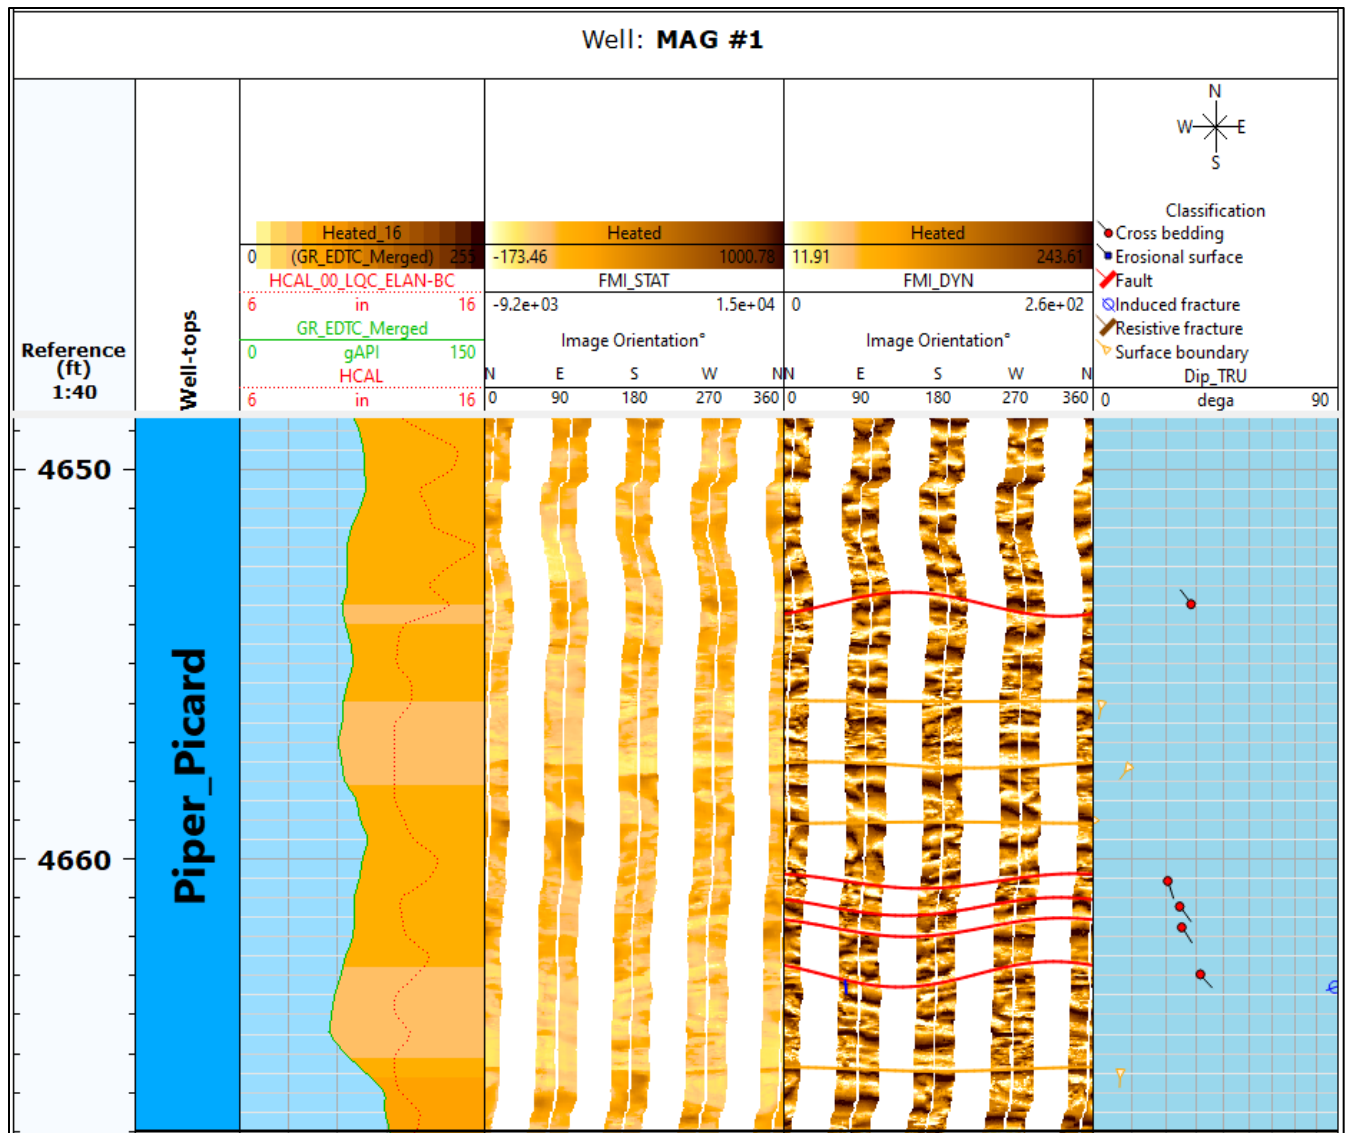 Well: MAG #1
Reference
(ft)
1:40
Well-tops
Heated_16
0 (GR_EDTC_Merged) 255
HCAL_00_LQC_ELAN-BC
6 in 16
GR_EDTC_Merged
0 gAPI 150
HCAL
6 in 16
Heated
-173.46 1000.78
FMI_STAT
-9.2e+03 1.5e+04
Image Orientation°
N E S W N
0 90 180 270 360
Heated
11.91 243.61
FMI_DYN
0 2.6e+02
Image Orientation°
N E S W N
0 90 180 270 360
N
W E
S
Classification
Cross bedding
Erosional surface
Fault
Induced fracture
Resistive fracture
Surface boundary
Dip_TRU
0 dega 90
4650
4660
Piper_Picard